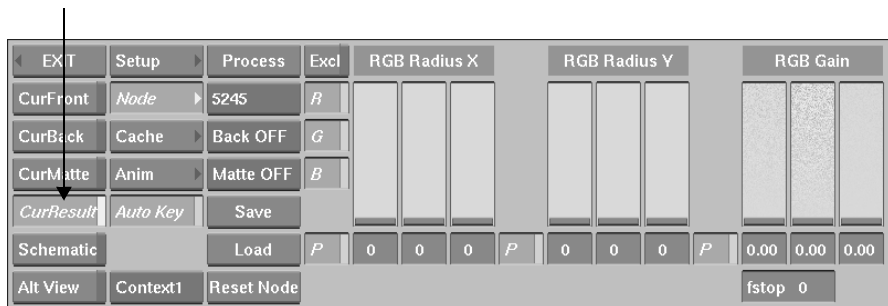 EXIT Setup Process Excl RGB Radius X RGB Radius Y RGB Gain
CurFront Node 5245 R
CurBack Cache Back OFF G
CurMatte Anim Matte OFF B
CurResult Auto Key Save
Schematic Load P 0 0 0 P 0 0 0 P 0.00 0.00 0.00
Alt View Context1 Reset Node fstop 0